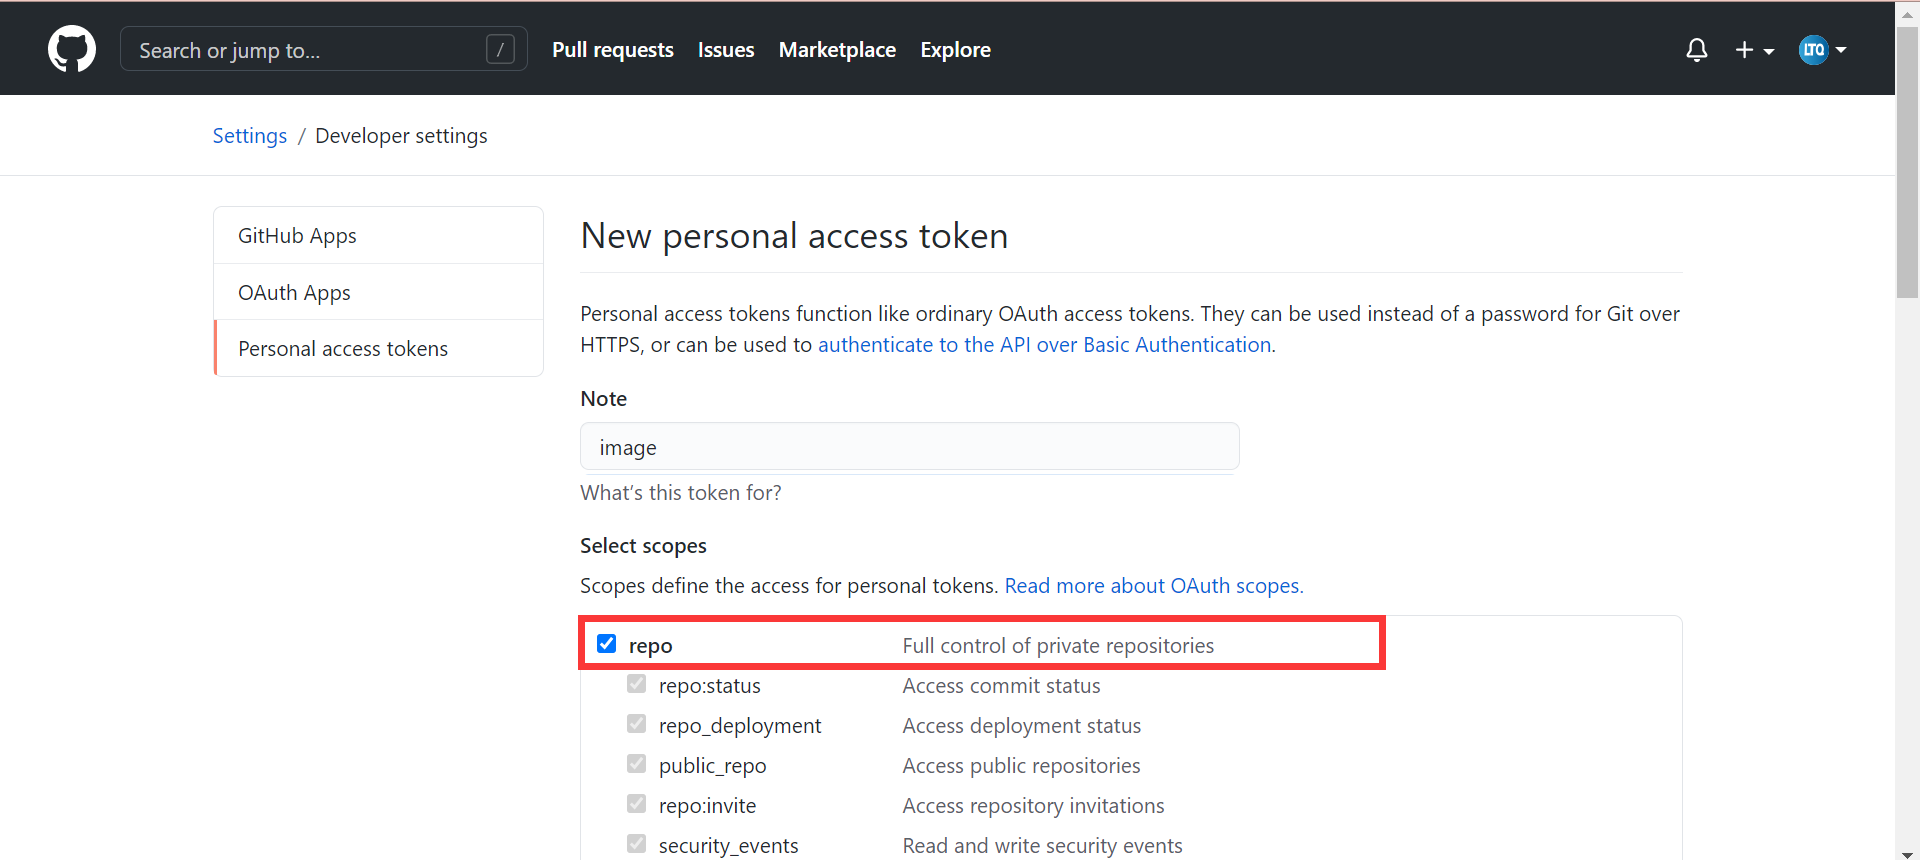 Search or jump to...
/
Pull requests
Issues
Marketplace
Explore
LTQ
Settings / Developer settings
GitHub Apps
OAuth Apps
Personal access tokens
New personal access token
Personal access tokens function like ordinary OAuth access tokens. They can be used instead of a password for Git over
HTTPS, or can be used to authenticate to the API over Basic Authentication.
Note
image
What's this token for?
Select scopes
Scopes define the access for personal tokens. Read more about OAuth scopes.
repo Full control of private repositories
repo:status Access commit status
repo_deployment Access deployment status
public_repo Access public repositories
repo:invite Access repository invitations
security_events Read and write security events